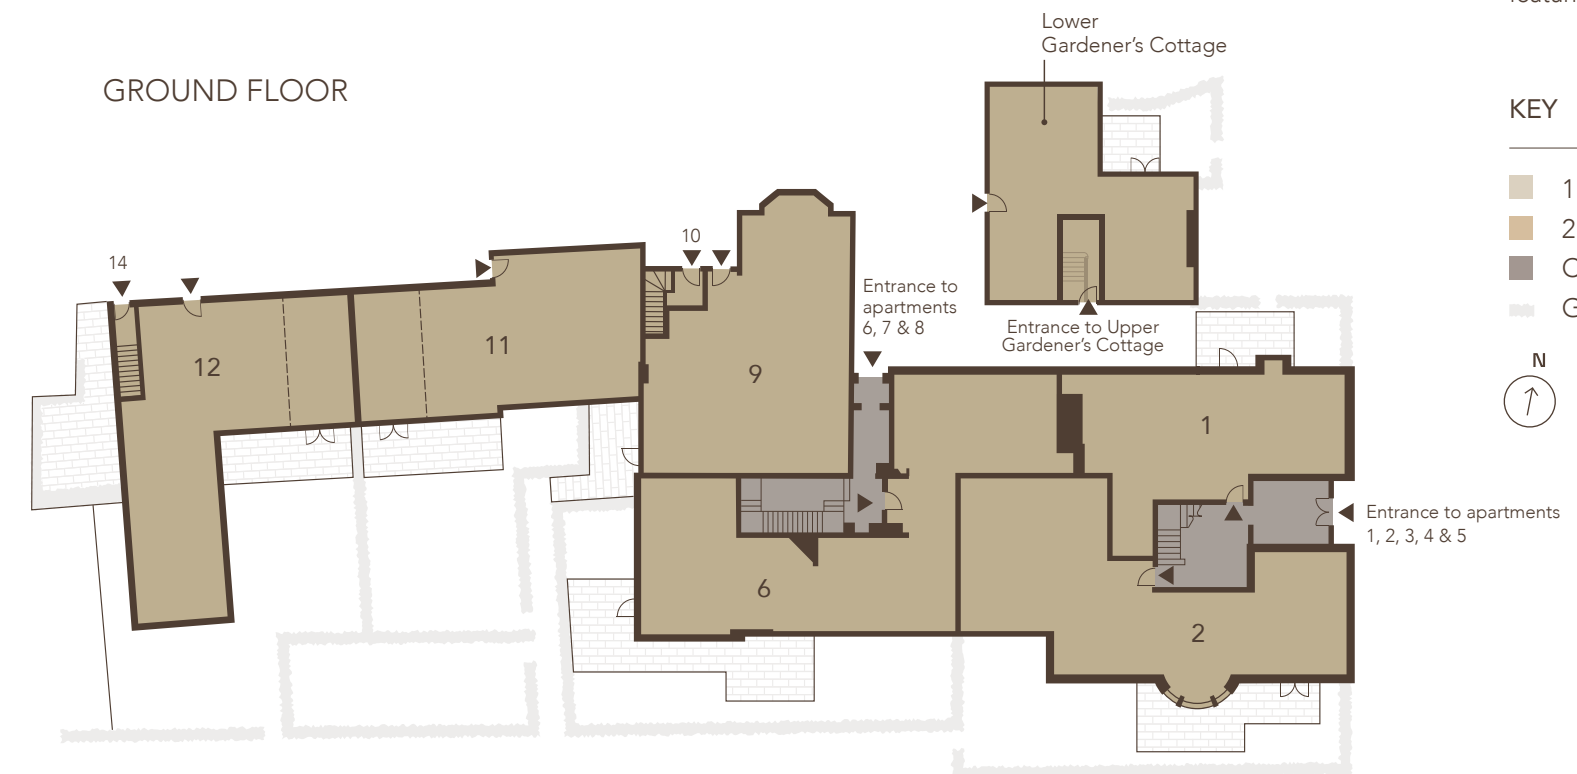 GROUND FLOOR
Lower
Gardener's Cottage
KEY
1
2
N
14
10
Entrance to
apartments
6, 7 & 8
Entrance to Upper
Gardener's Cottage
12
11
9
1
Entrance to apartments
1, 2, 3, 4 & 5
6
2